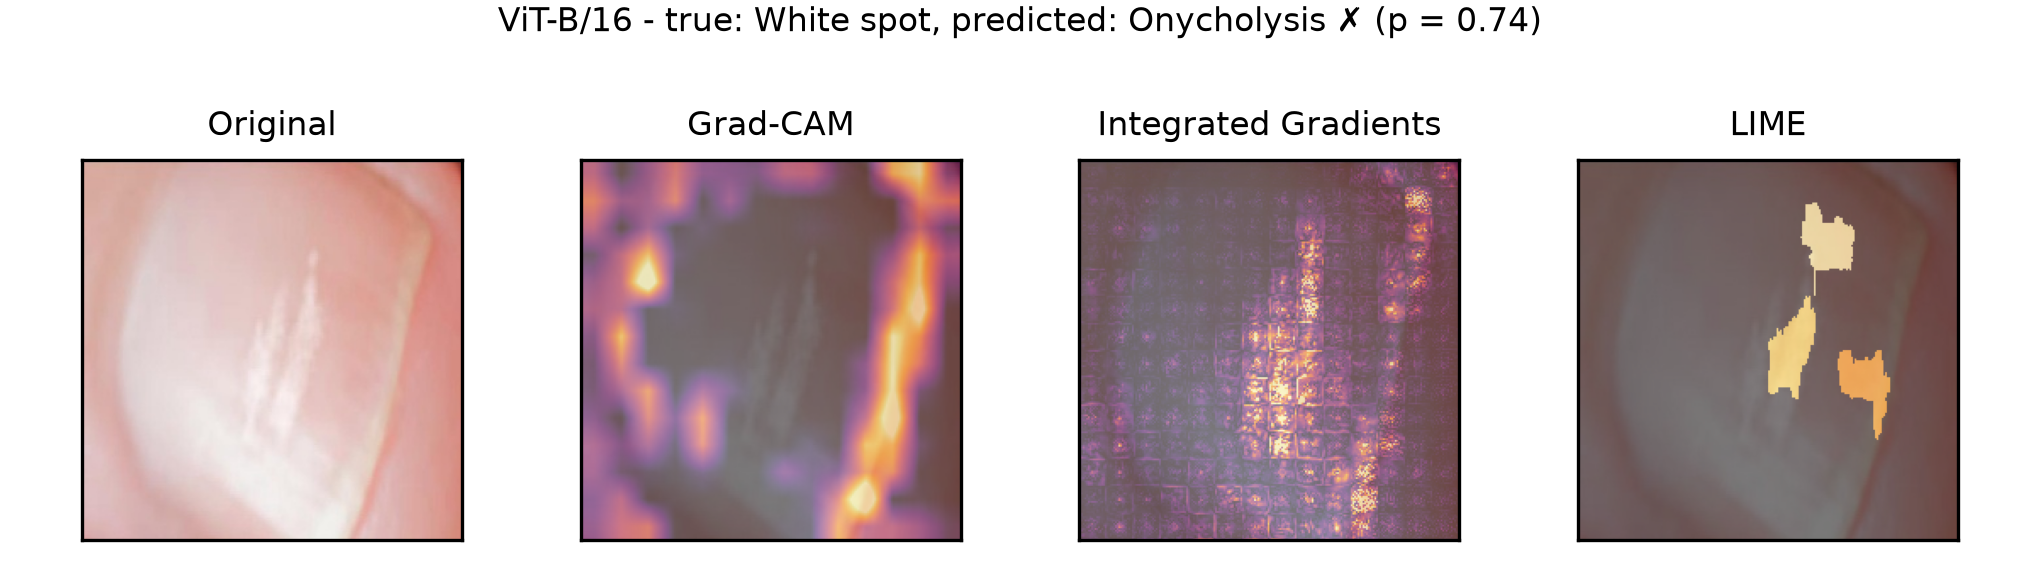 ViT-B/16 - true: White spot, predicted: Onycholysis ✗ (p = 0.74)
Original
Grad-CAM
Integrated Gradients
LIME